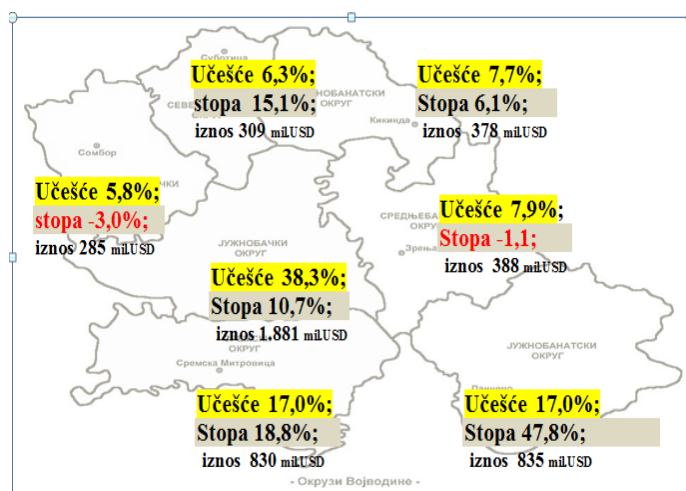 Суботица
Učešće 6,3%;
stopa 15,1%;
СЕВЕ
iznos 309 mil.USD
Učešće 7,7%;
НОБАНАТСКИ
ОКРУГ
Stopa 6,1%;
Кикинда
iznos 378 mil.USD
Сомбор
ЧКИ
Učešće 5,8%;
stopa -3,0%;
iznos 285 mil.USD
Učešće 7,9%;
СРЕДЊЕБА
ОКРУ
Stopa -1,1;
Зрења
iznos 388 mil.USD
ЈУЖНОБАЧКИ
ОКРУГ
Učešće 38,3%;
Stopa 10,7%;
iznos 1.881 mil.USD
ОКРУГ
Сремска Митровица
ЈУЖНОБАНАТСКИ
ОКРУГ
Učešće 17,0%;
Stopa 18,8%;
iznos 830 mil.USD
Панчево
Učešće 17,0%;
Stopa 47,8%;
iznos 835 mil.USD
- Окрузи Војводине -